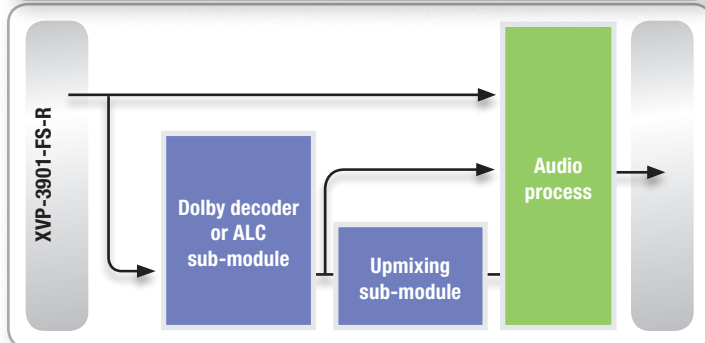 XVP-3901-FS-R
Dolby decoder
or ALC
sub-module
Upmixing
sub-module
Audio
process